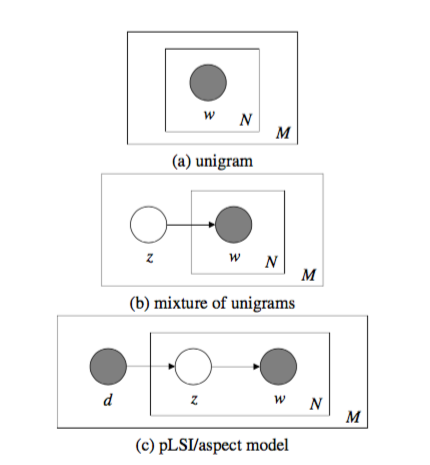 w
N
M
(a) unigram
z
w
N
M
(b) mixture of unigrams
d
z
w
N
M
(c) pLSI/aspect model